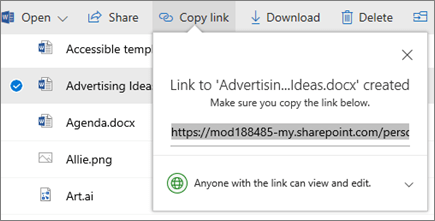 Open Share Copy link Download Delete
Accessible temp
Advertising Idea
Agenda.docx
Allie.png
Art.ai
Link to 'Advertisin...Ideas.docx' created
Make sure you copy the link below.
https://mod188485-my.sharepoint.com/perso
Anyone with the link can view and edit.